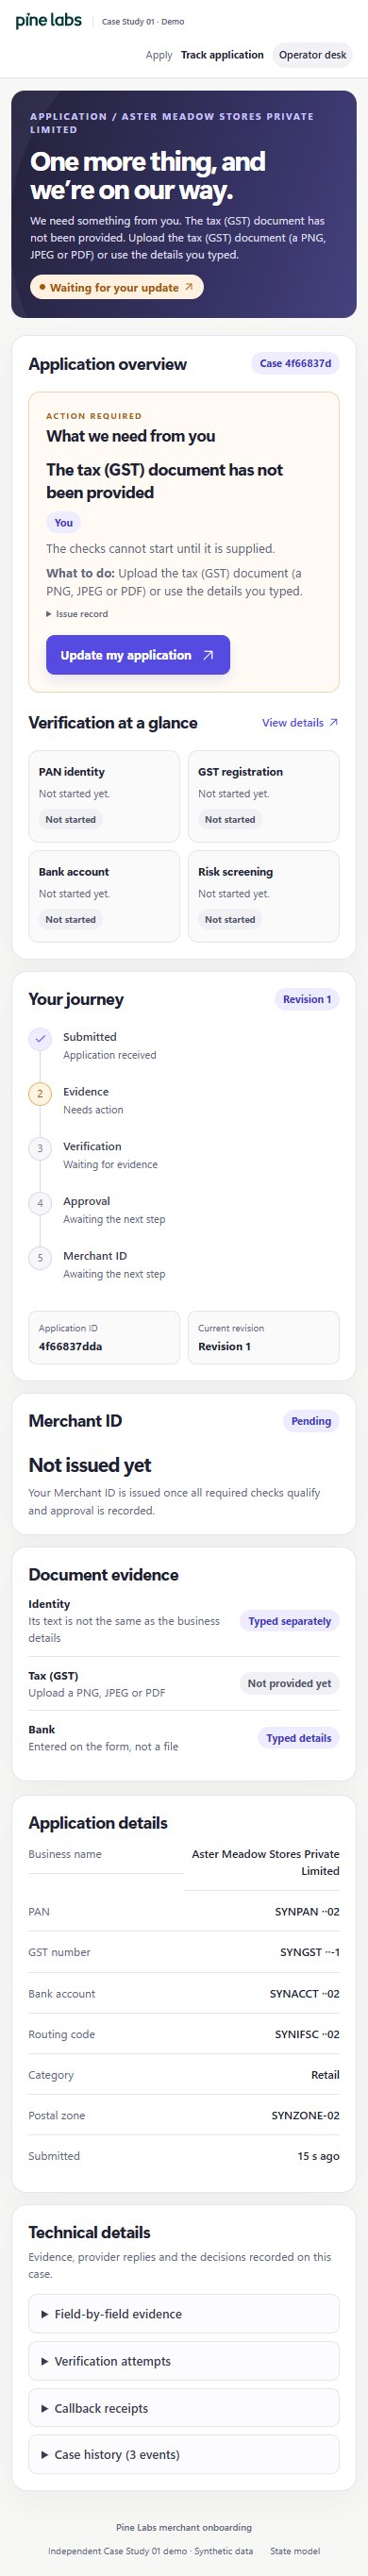 pine labs
Case Study 01 · Demo
Apply Track application Operator desk
APPLICATION / ASTER MEADOW STORES PRIVATE
LIMITED
One more thing, and
we’re on our way.
We need something from you. The tax (GST) document has
not been provided. Upload the tax (GST) document (a PNG,
JPEG or PDF) or use the details you typed.
Waiting for your update
Application overview
Case 4f66837d
ACTION REQUIRED
What we need from you
The tax (GST) document has not
been provided
You
The checks cannot start until it is supplied.
What to do: Upload the tax (GST) document (a
PNG, JPEG or PDF) or use the details you typed.
Issue record
Update my application
Verification at a glance
View details
PAN identity
Not started yet.
Not started
GST registration
Not started yet.
Not started
Bank account
Not started yet.
Not started
Risk screening
Not started yet.
Not started
Your journey
Revision 1
Submitted
Application received
2
Evidence
Needs action
3
Verification
Waiting for evidence
4
Approval
Awaiting the next step
5
Merchant ID
Awaiting the next step
Application ID
4f66837dda
Current revision
Revision 1
Merchant ID
Pending
Not issued yet
Your Merchant ID is issued once all required checks qualify
and approval is recorded.
Document evidence
Identity
Its text is not the same as the business
details
Typed separately
Tax (GST)
Upload a PNG, JPEG or PDF
Not provided yet
Bank
Entered on the form, not a file
Typed details
Application details
Business name
Aster Meadow Stores Private
Limited
PAN
SYNPAN ··02
GST number
SYNGST ··-1
Bank account
SYNACCT ··02
Routing code
SYNIFSC ··02
Category
Retail
Postal zone
SYNZONE-02
Submitted
15 s ago
Technical details
Evidence, provider replies and the decisions recorded on this
case.
Field-by-field evidence
Verification attempts
Callback receipts
Case history (3 events)
Pine Labs merchant onboarding
Independent Case Study 01 demo · Synthetic data State model